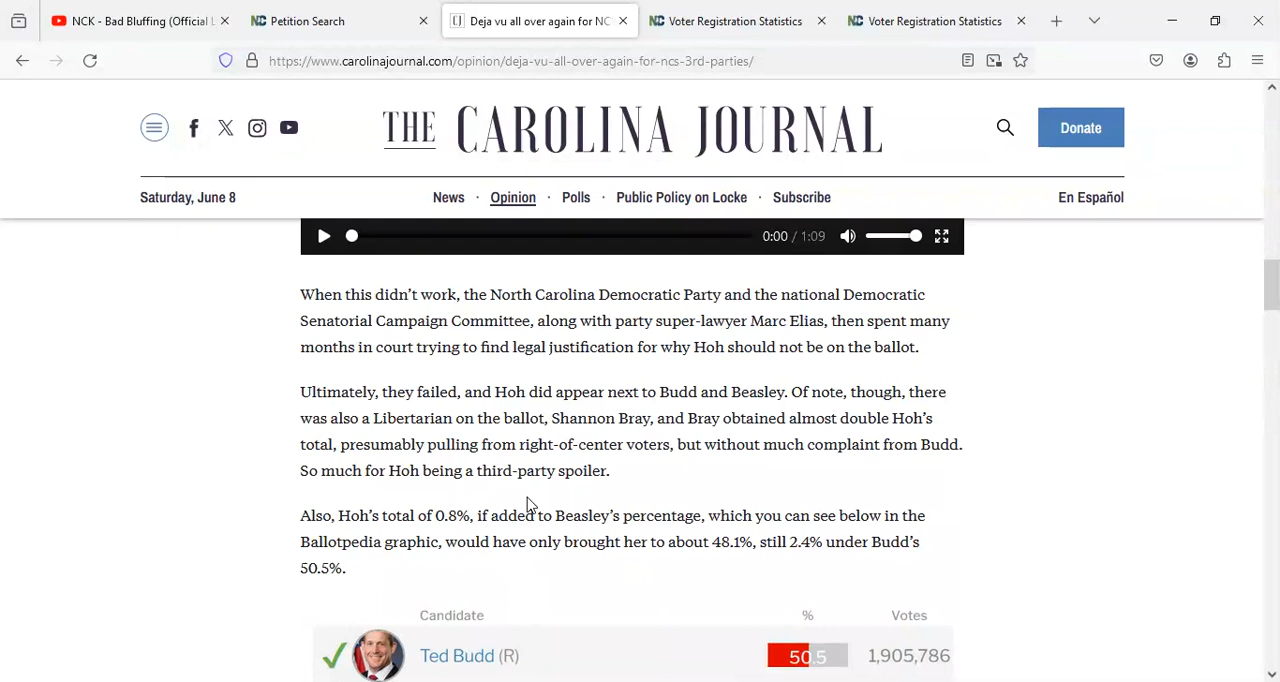 NCK - Bad Bluffing (Official L
Petition Search
Deja vu all over again for NC
Voter Registration Statistics
Voter Registration Statistics
https://www.carolinajournal.com/opinion/deja-vu-all-over-again-for-ncs-3rd-parties/
THE CAROLINA JOURNAL
Donate
Saturday, June 8
News · Opinion · Polls · Public Policy on Locke · Subscribe
En Español
0:00 / 1:09
When this didn’t work, the North Carolina Democratic Party and the national Democratic
Senatorial Campaign Committee, along with party super-lawyer Marc Elias, then spent many
months in court trying to find legal justification for why Hoh should not be on the ballot.
Ultimately, they failed, and Hoh did appear next to Budd and Beasley. Of note, though, there
was also a Libertarian on the ballot, Shannon Bray, and Bray obtained almost double Hoh’s
total, presumably pulling from right-of-center voters, but without much complaint from Budd.
So much for Hoh being a third-party spoiler.
Also, Hoh’s total of 0.8%, if added to Beasley’s percentage, which you can see below in the
Ballotpedia graphic, would have only brought her to about 48.1%, still 2.4% under Budd’s
50.5%.
Candidate % Votes
Ted Budd (R) 50.5 1,905,786